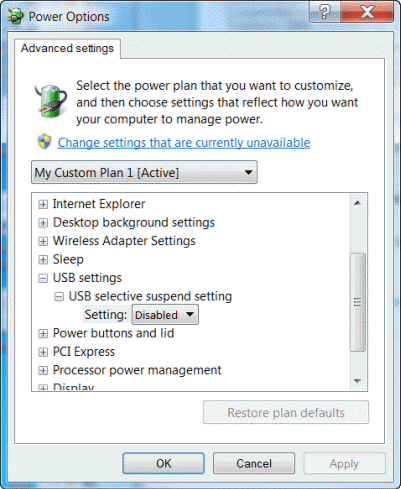 Power Options
Advanced settings
Select the power plan that you want to customize,
and then choose settings that reflect how you want
your computer to manage power.
Change settings that are currently unavailable
My Custom Plan 1 [Active]
Internet Explorer
Desktop background settings
Wireless Adapter Settings
Sleep
USB settings
USB selective suspend setting
Setting: Disabled
Power buttons and lid
PCI Express
Processor power management
Display
Restore plan defaults
OK Cancel Apply